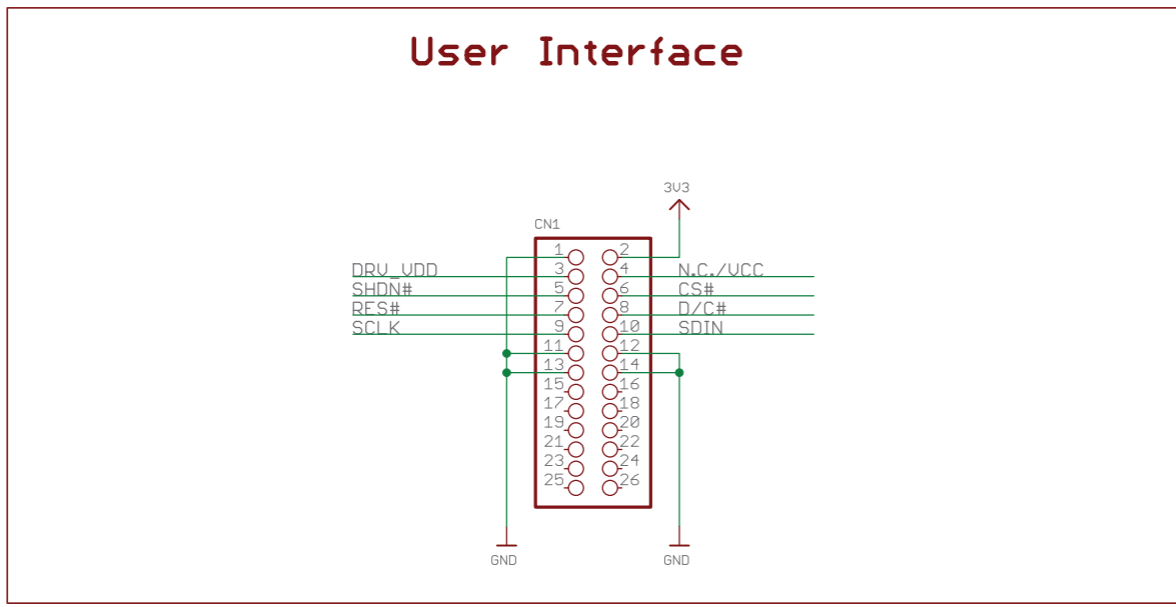 User Interface
3V3
CN1
1 2
DRV_VDD 3 4 N.C./VCC
SHDN# 5 6 CS#
RES# 7 8 D/C#
SCLK 9 10 SDIN
11 12
13 14
15 16
17 18
19 20
21 22
23 24
25 26
GND GND